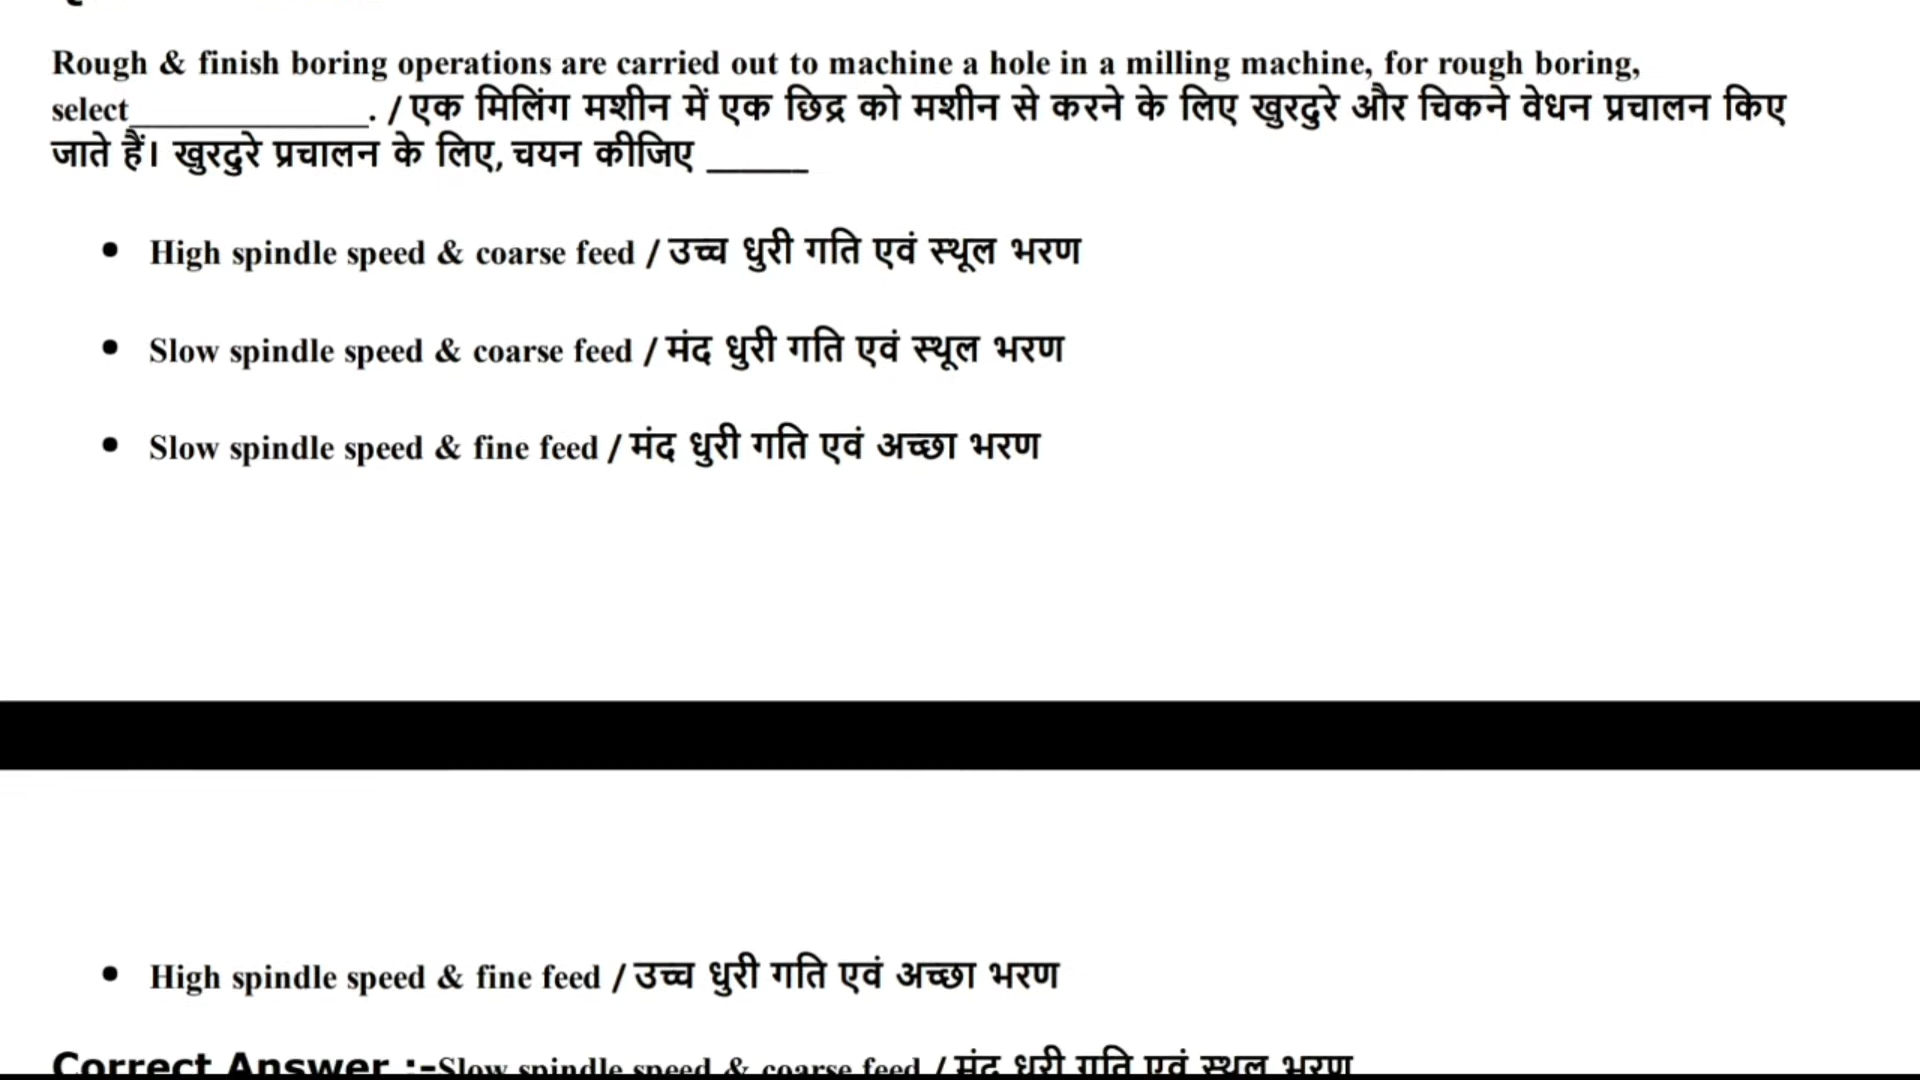 Rough & finish boring operations are carried out to machine a hole in a milling machine, for rough boring,
select______________. / एक मिलिंग मशीन में एक छिद्र को मशीन से करने के लिए खुरदुरे और चिकने वेधन प्रचालन किए
जाते हैं। खुरदुरे प्रचालन के लिए, चयन कीजिए ______
• High spindle speed & coarse feed / उच्च धुरी गति एवं स्थूल भरण
• Slow spindle speed & coarse feed / मंद धुरी गति एवं स्थूल भरण
• Slow spindle speed & fine feed / मंद धुरी गति एवं अच्छा भरण
• High spindle speed & fine feed / उच्च धुरी गति एवं अच्छा भरण
Correct Answer :-Slow spindle speed & coarse feed / मंद धुरी गति एवं स्थूल भरण